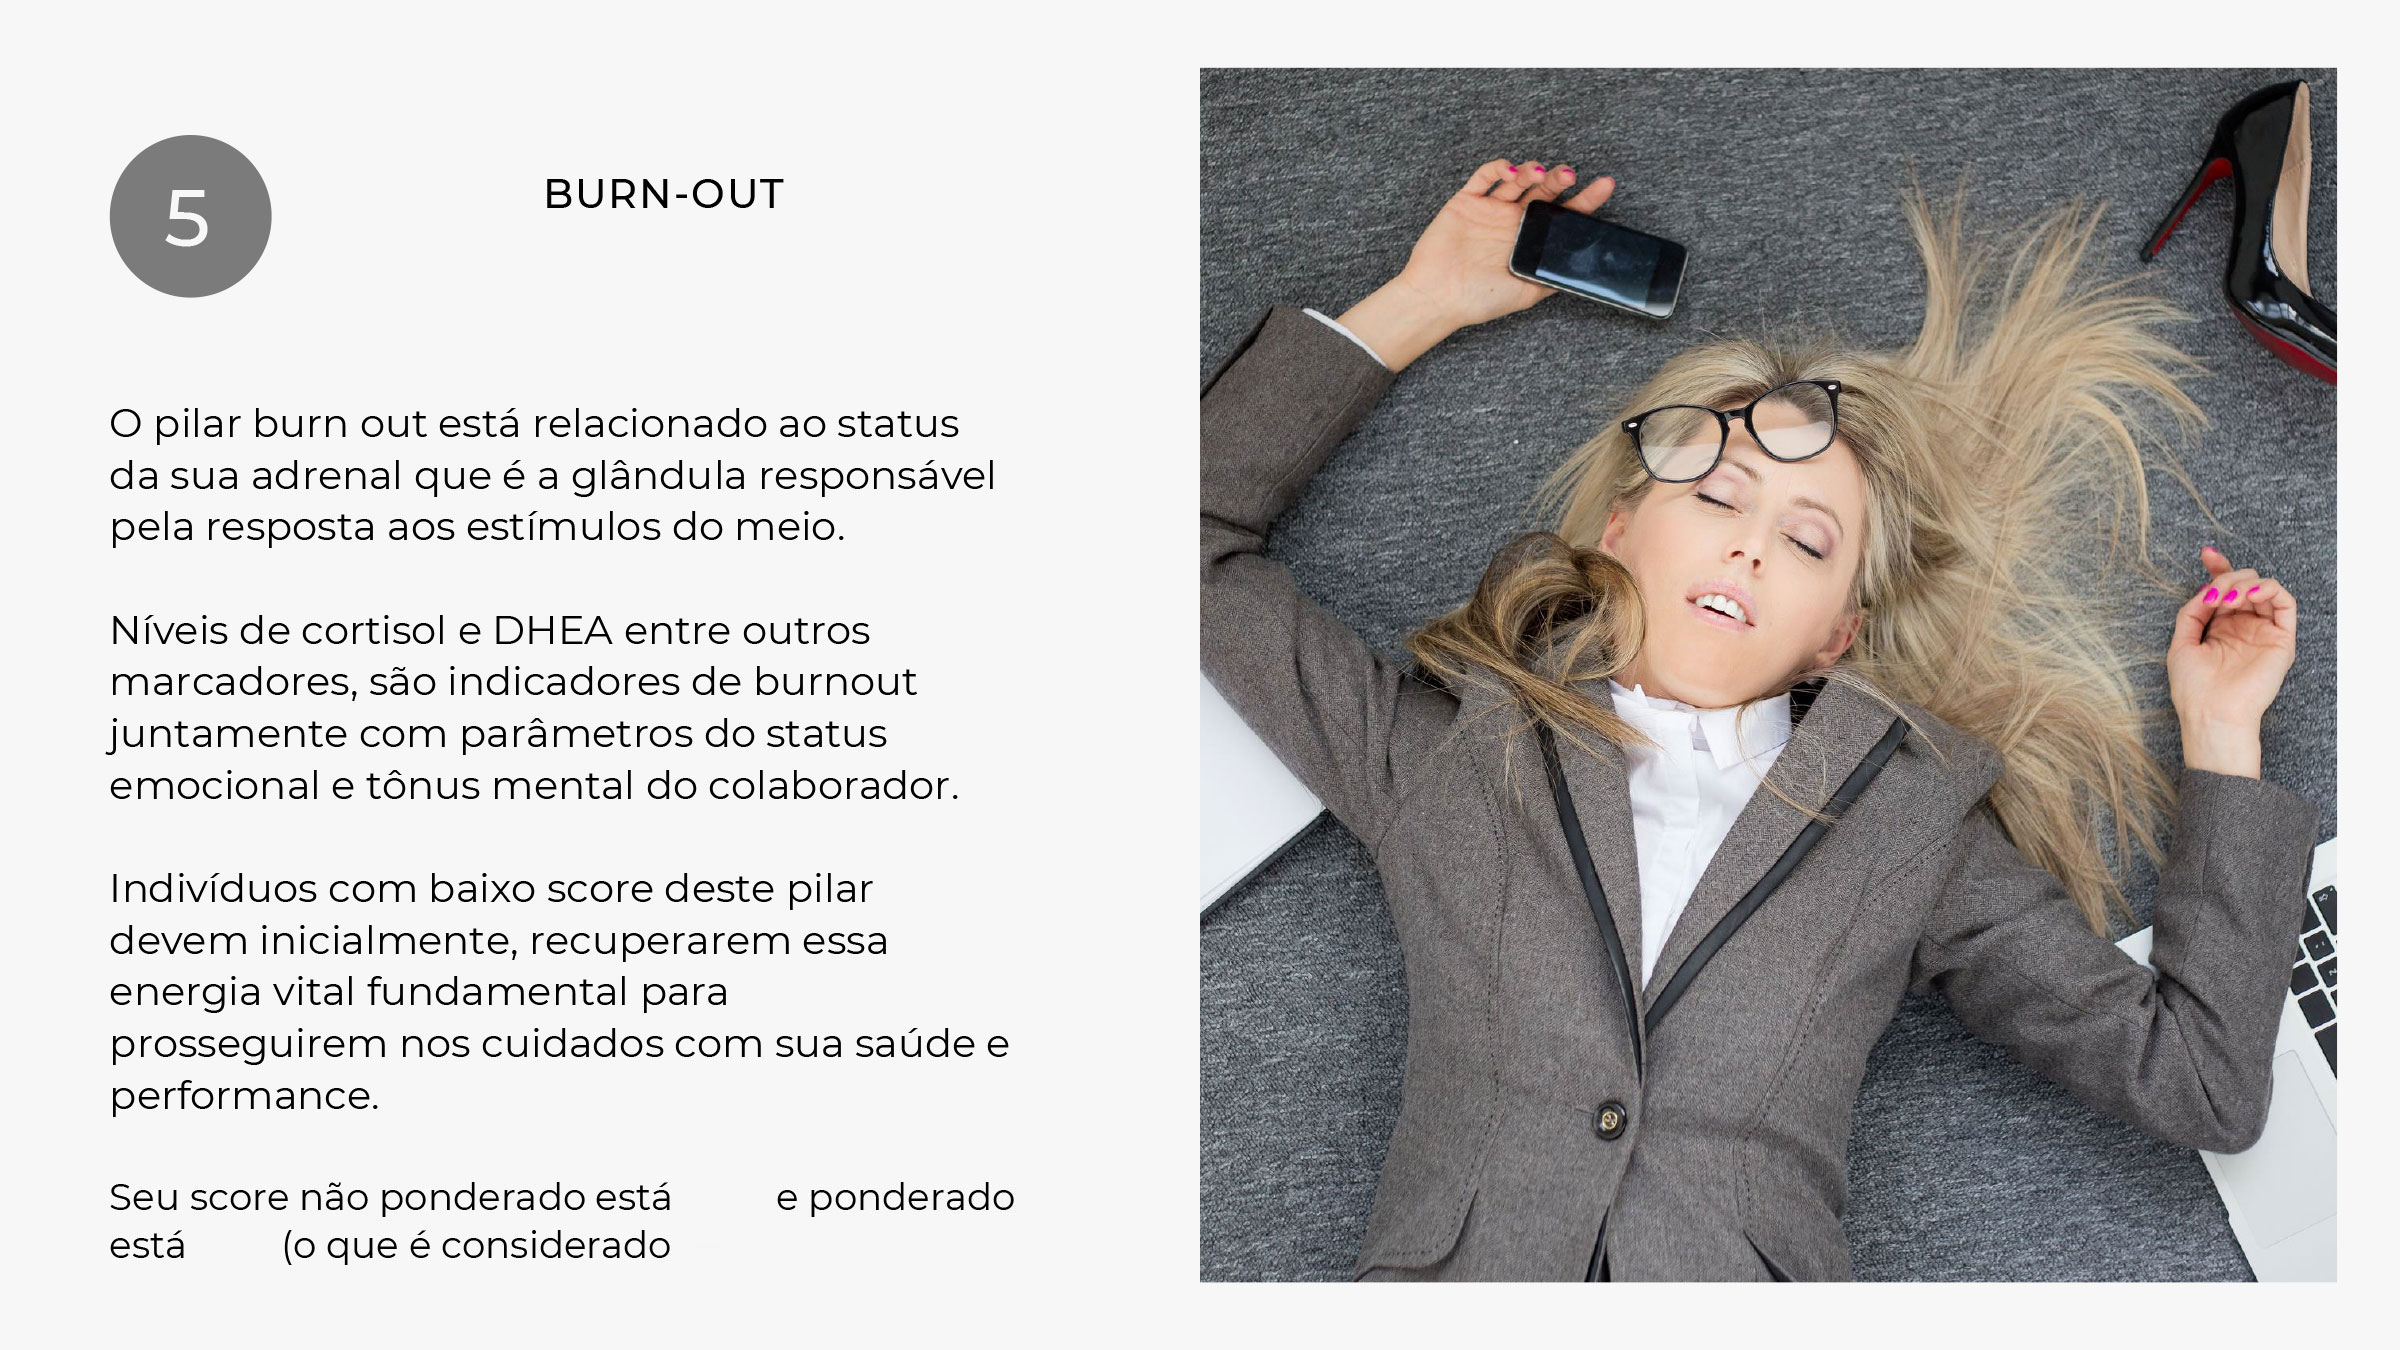 5
BURN-OUT
O pilar burn out está relacionado ao status
da sua adrenal que é a glândula responsável
pela resposta aos estímulos do meio.
Níveis de cortisol e DHEA entre outros
marcadores, são indicadores de burnout
juntamente com parâmetros do status
emocional e tônus mental do colaborador.
Indivíduos com baixo score deste pilar
devem inicialmente, recuperarem essa
energia vital fundamental para
prosseguirem nos cuidados com sua saúde e
performance.
Seu score não ponderado está e ponderado
está (o que é considerado